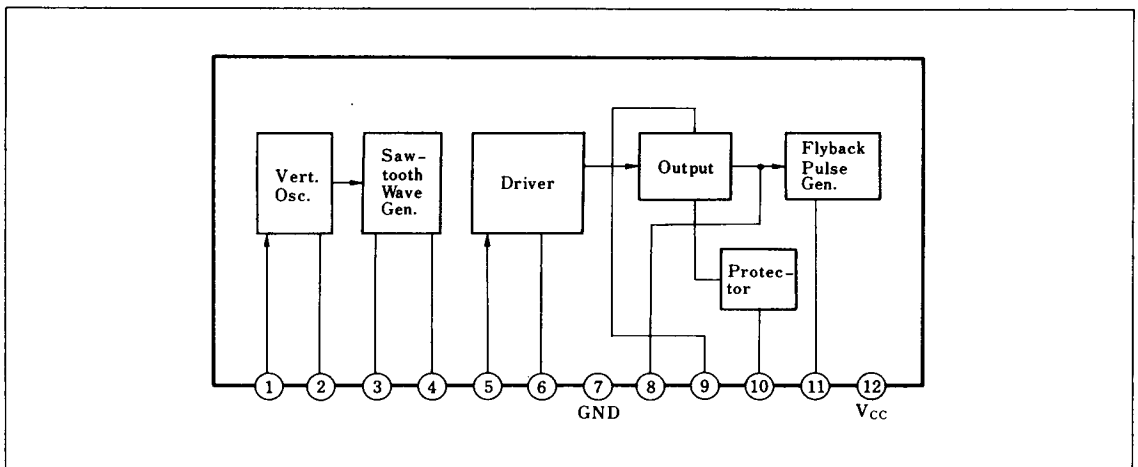 Vert.
Osc.
Saw-
tooth
Wave
Gen.
Driver
Output
Flyback
Pulse
Gen.
Protec-
tor
1 2 3 4 5 6 7 8 9 10 11 12
GND
VCC